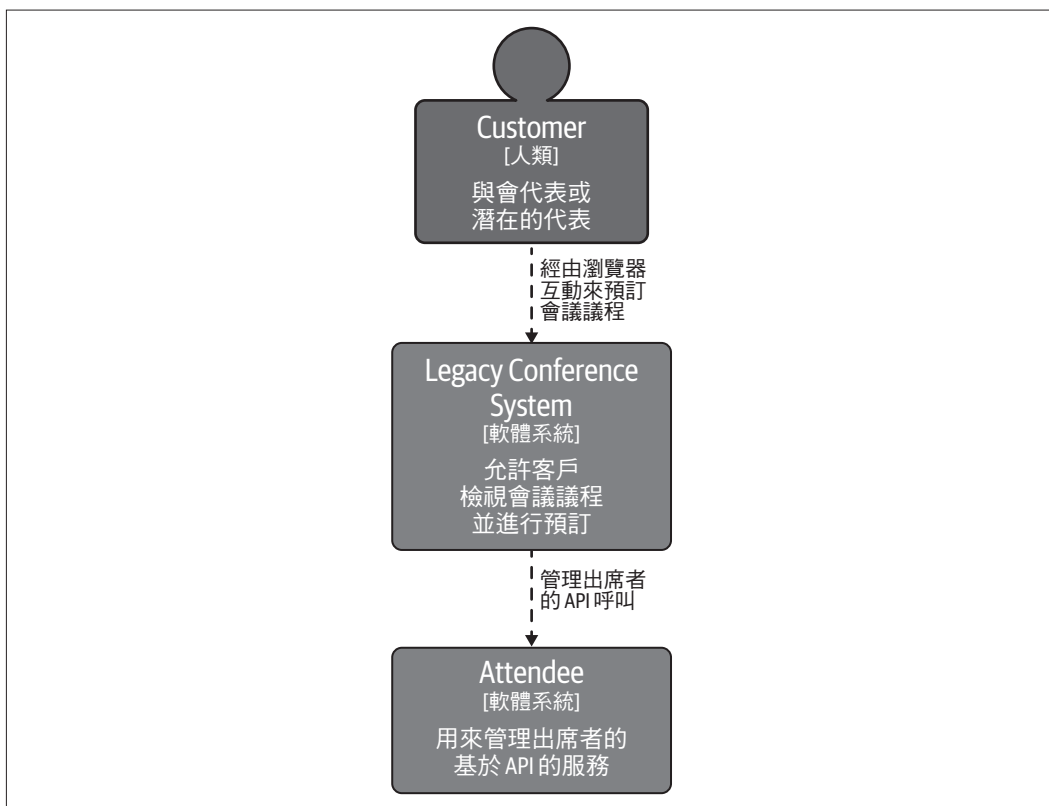 Customer
[人類]
與會代表或
潛在的代表
經由瀏覽器
互動來預訂
會議議程
Legacy Conference
System
[軟體系統]
允許客戶
檢視會議議程
並進行預訂
管理出席者
的 API 呼叫
Attendee
[軟體系統]
用來管理出席者的
基於 API 的服務